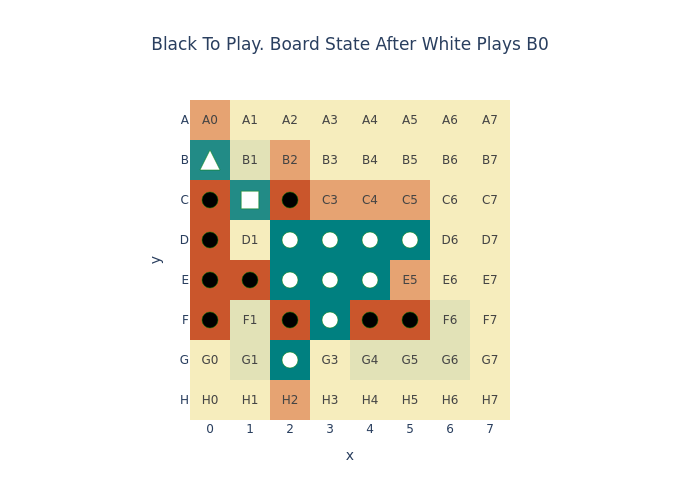 Black To Play. Board State After White Plays B0
A A0 A1 A2 A3 A4 A5 A6 A7
B B1 B2 B3 B4 B5 B6 B7
C C3 C4 C5 C6 C7
D D1 D6 D7
y
E E5 E6 E7
F F1 F6 F7
G G0 G1 G3 G4 G5 G6 G7
H H0 H1 H2 H3 H4 H5 H6 H7
0 1 2 3 4 5 6 7
x